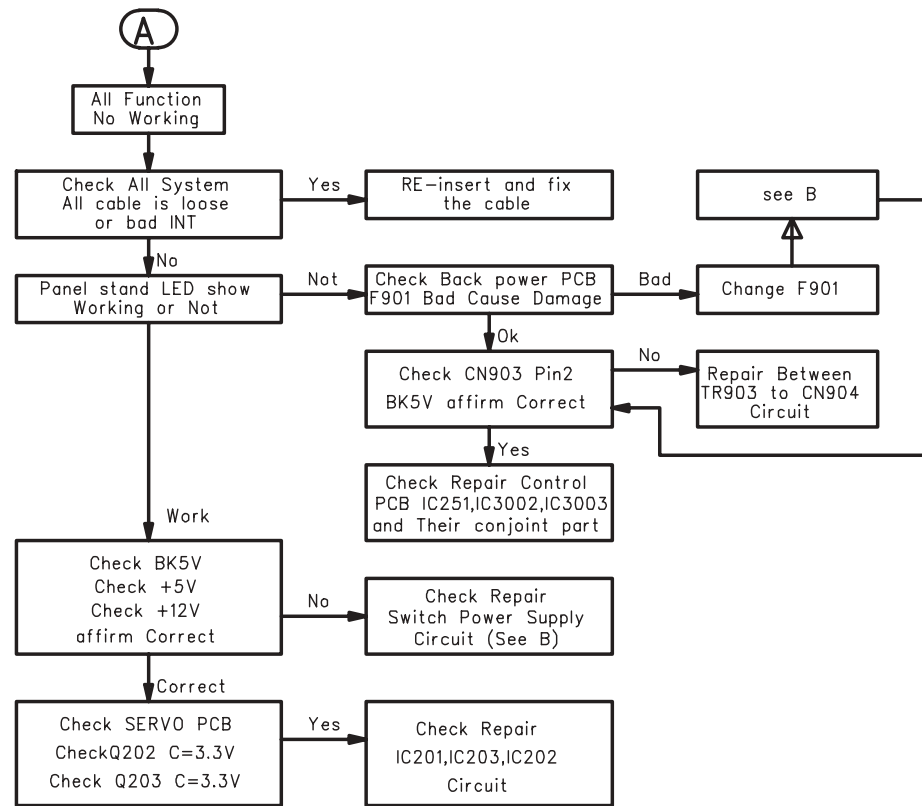 A
All Function
No Working
Check All System
All cable is loose
or bad INT
Yes
RE-insert and fix
the cable
see B
No
Panel stand LED show
Working or Not
Not
Check Back power PCB
F901 Bad Cause Damage
Bad
Change F901
Ok
Check CN903 Pin2
BK5V affirm Correct
No
Repair Between
TR903 to CN904
Circuit
Yes
Check Repair Control
PCB IC251,IC3002,IC3003
and Their conjoint part
Work
Check BK5V
Check +5V
Check +12V
affirm Correct
No
Check Repair
Switch Power Supply
Circuit (See B)
Correct
Check SERVO PCB
CheckQ202 C=3.3V
Check Q203 C=3.3V
Yes
Check Repair
IC201,IC203,IC202
Circuit